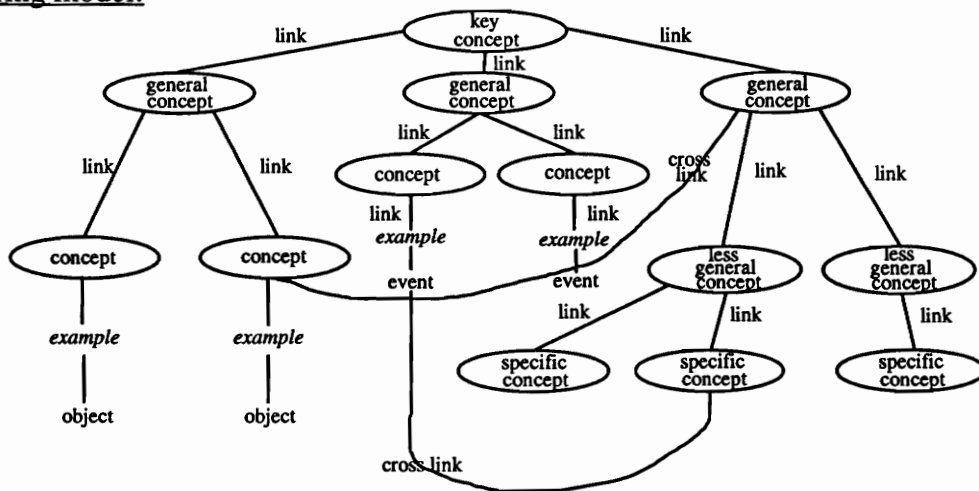 key
concept
link
link
link
general
concept
general
concept
general
concept
link
link
link
link
cross
link
link
link
concept
concept
link
link
example
example
concept
concept
less
general
concept
less
general
concept
event
event
link
link
link
example
example
specific
concept
specific
concept
specific
concept
object
object
cross link